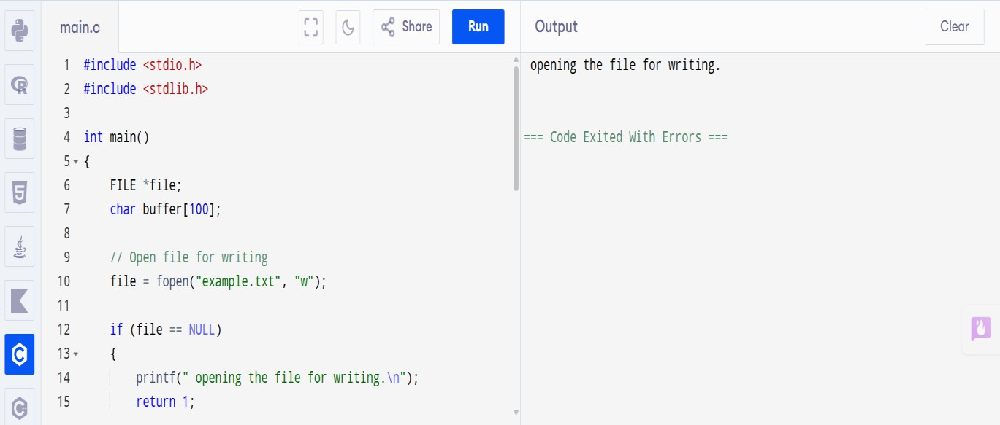 main.c
Share
Run
Output
Clear
1 #include <stdio.h>
2 #include <stdlib.h>
3
4 int main()
5 {
6     FILE *file;
7     char buffer[100];
8
9     // Open file for writing
10     file = fopen("example.txt", "w");
11
12     if (file == NULL)
13     {
14         printf(" opening the file for writing.\n");
15         return 1;
opening the file for writing.
=== Code Exited With Errors ===